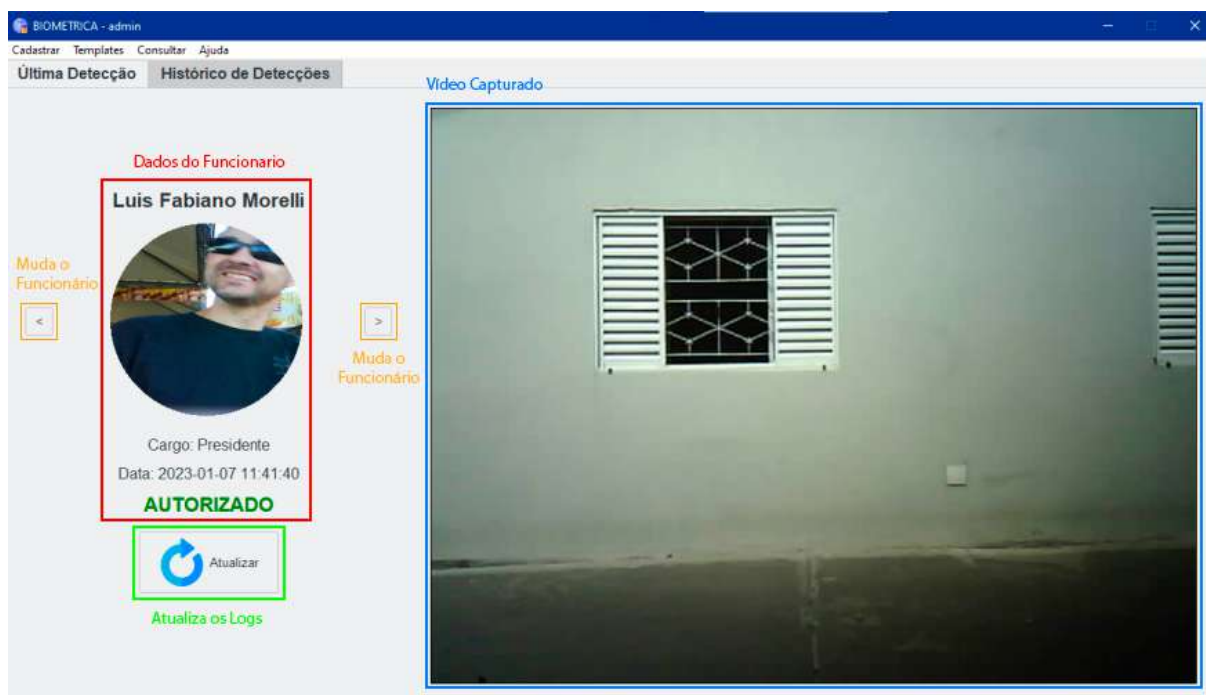 BIOMETRICA - admin
Cadastrar Templates Consultar Ajuda
Última Detecção Histórico de Detecções
Vídeo Capturado
Dados do Funcionario
Luis Fabiano Morelli
Muda o
Funcionário
<
>
Muda o
Funcionário
Cargo: Presidente
Data: 2023-01-07 11:41:40
AUTORIZADO
Atualizar
Atualiza os Logs